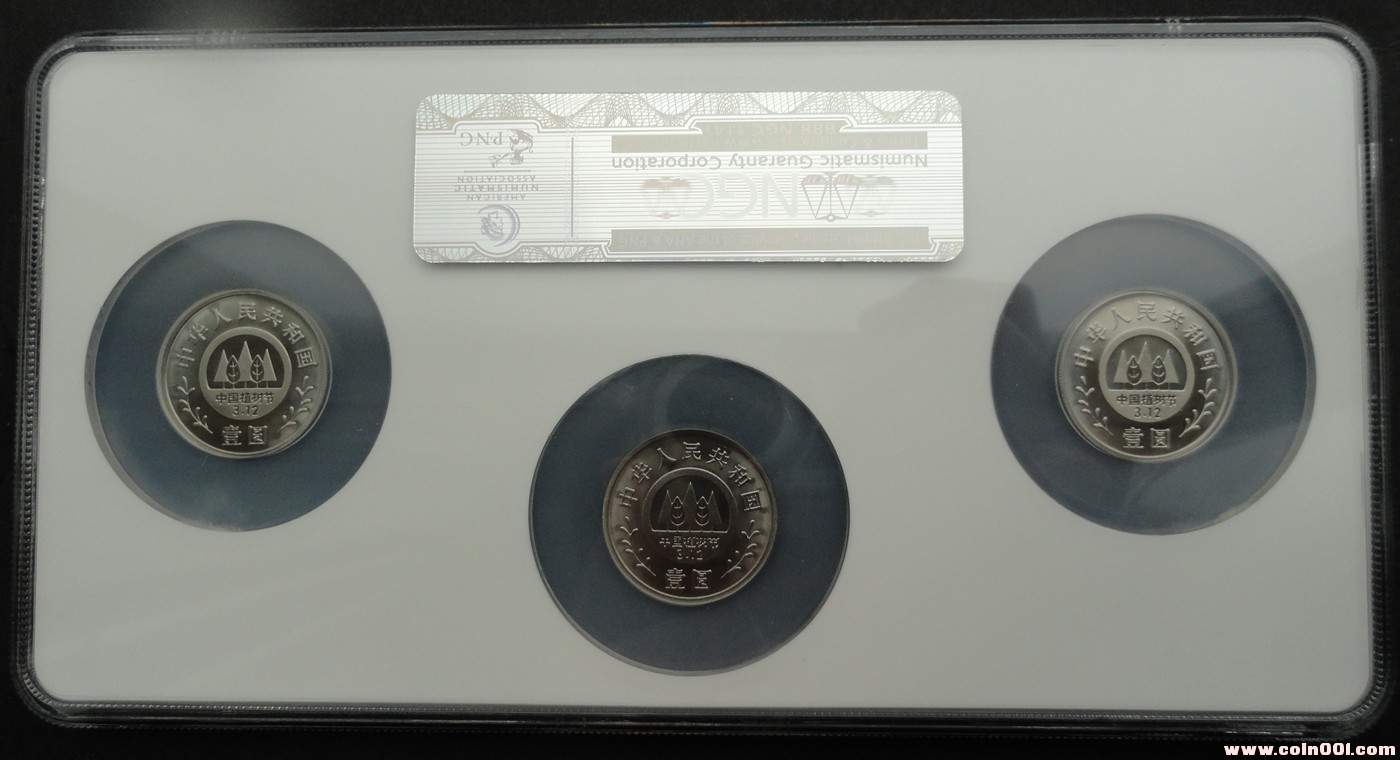 PNG
AMERICAN
NUMISMATIC
ASSOCIATION
888 NGC
Numismatic Guaranty Corporation
NGC
中华人民共和国
中国植树节
3.12
壹圆
中华人民共和国
中国植树节
3.12
壹圆
中华人民共和国
中国植树节
3.12
壹圆
www.coin001.com